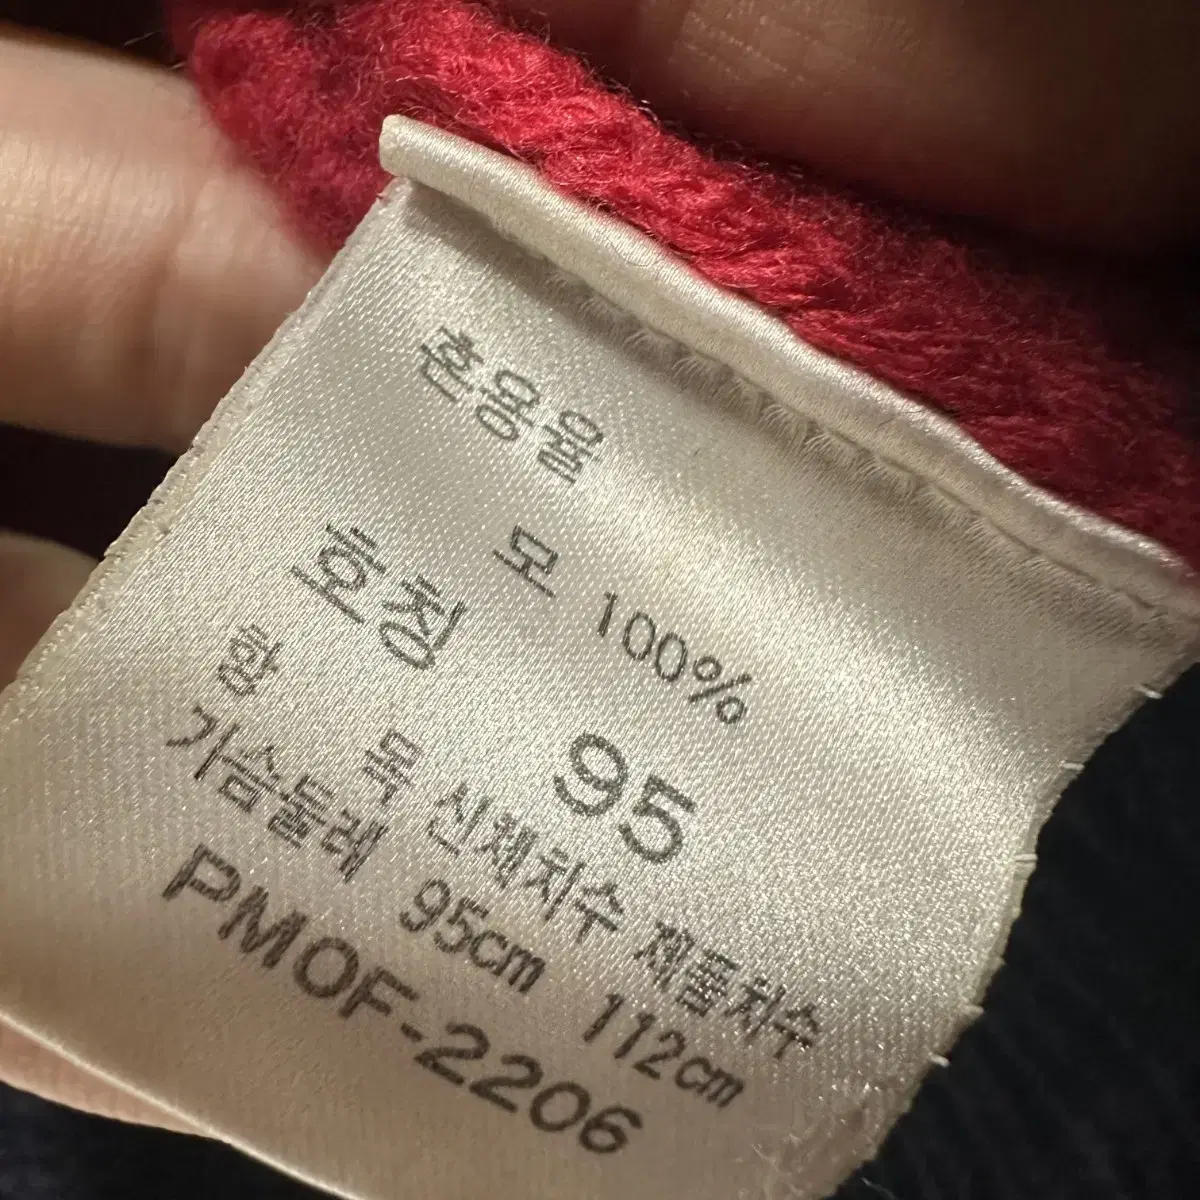 혼용율
모 100%
호칭 95
항 목 신체치수 제품치수
가슴둘레 95cm 112cm
PMOF-2206